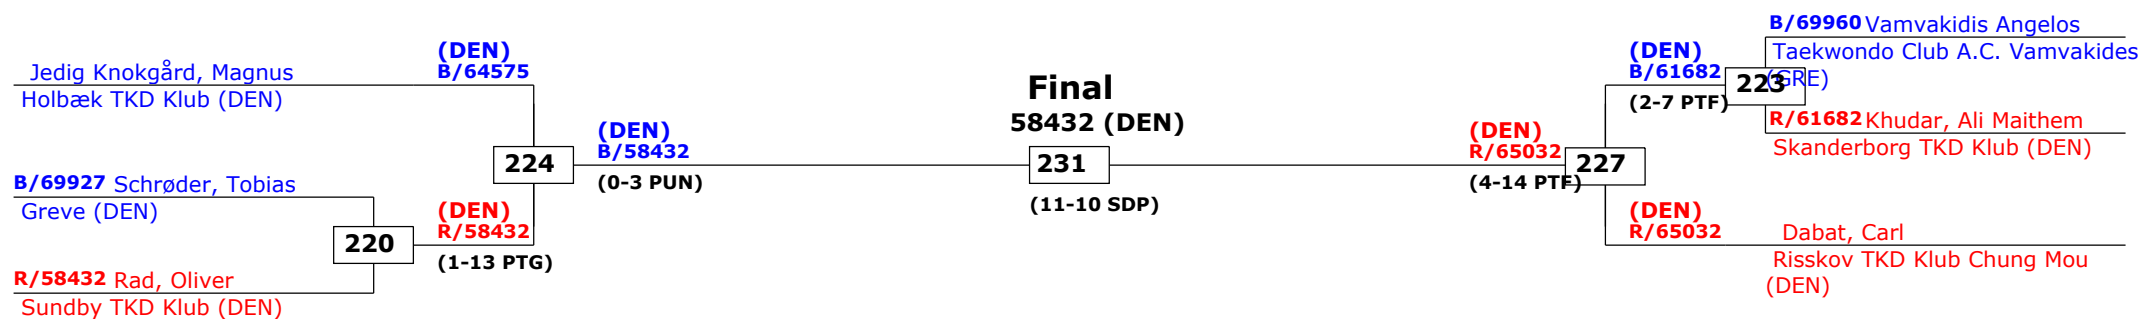 Jedig Knokgård, Magnus
Holbæk TKD Klub (DEN)
(DEN)
B/64575
B/69927 Schrøder, Tobias
Greve (DEN)
220
R/58432 Rad, Oliver
Sundby TKD Klub (DEN)
(DEN)
R/58432
(1-13 PTG)
224
(DEN)
B/58432
(0-3 PUN)
Final
58432 (DEN)
231
(11-10 SDP)
(DEN)
R/65032
(4-14 PTF)
227
(DEN)
B/61682
(2-7 PTF)
223
B/69960 Vamvakidis Angelos
Taekwondo Club A.C. Vamvakides
(GRE)
R/61682 Khudar, Ali Maithem
Skanderborg TKD Klub (DEN)
(DEN)
R/65032
Dabat, Carl
Risskov TKD Klub Chung Mou
(DEN)